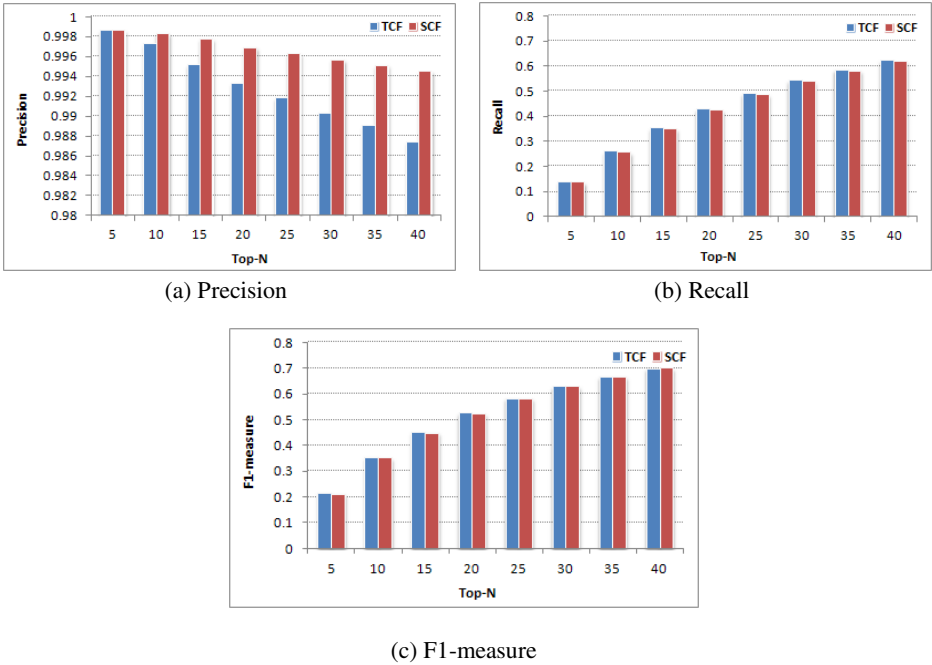 1
0.998
0.996
0.994
0.992
0.99
0.988
0.986
0.984
0.982
0.98
Precision
TCF SCF
5 10 15 20 25 30 35 40
Top-N
(a) Precision
0.8
0.7
0.6
0.5
0.4
0.3
0.2
0.1
0
Recall
TCF SCF
5 10 15 20 25 30 35 40
Top-N
(b) Recall
0.8
0.7
0.6
0.5
0.4
0.3
0.2
0.1
0
F1-measure
TCF SCF
5 10 15 20 25 30 35 40
Top-N
(c) F1-measure